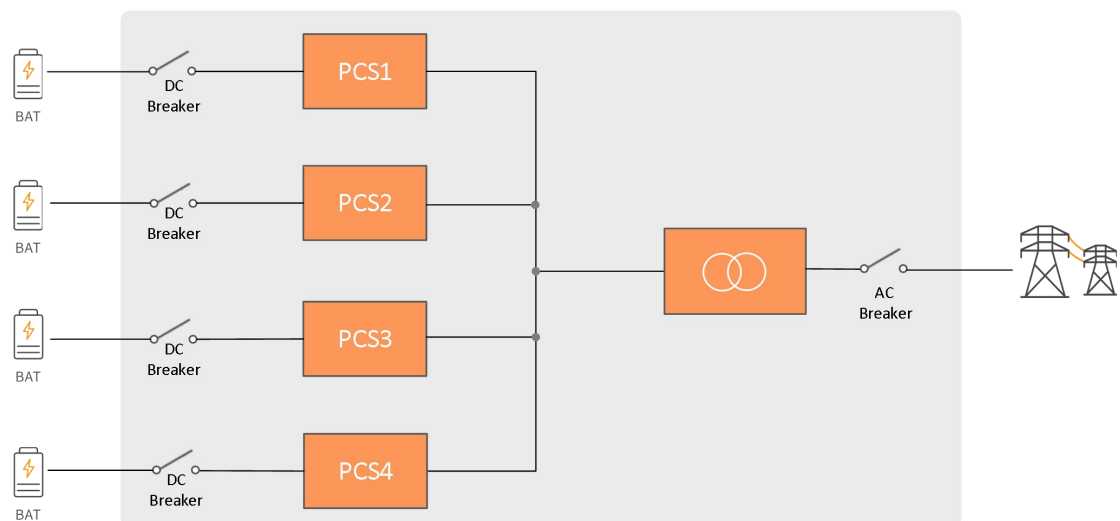 BAT
DC
Breaker
PCS1
BAT
DC
Breaker
PCS2
BAT
DC
Breaker
PCS3
BAT
DC
Breaker
PCS4
AC
Breaker